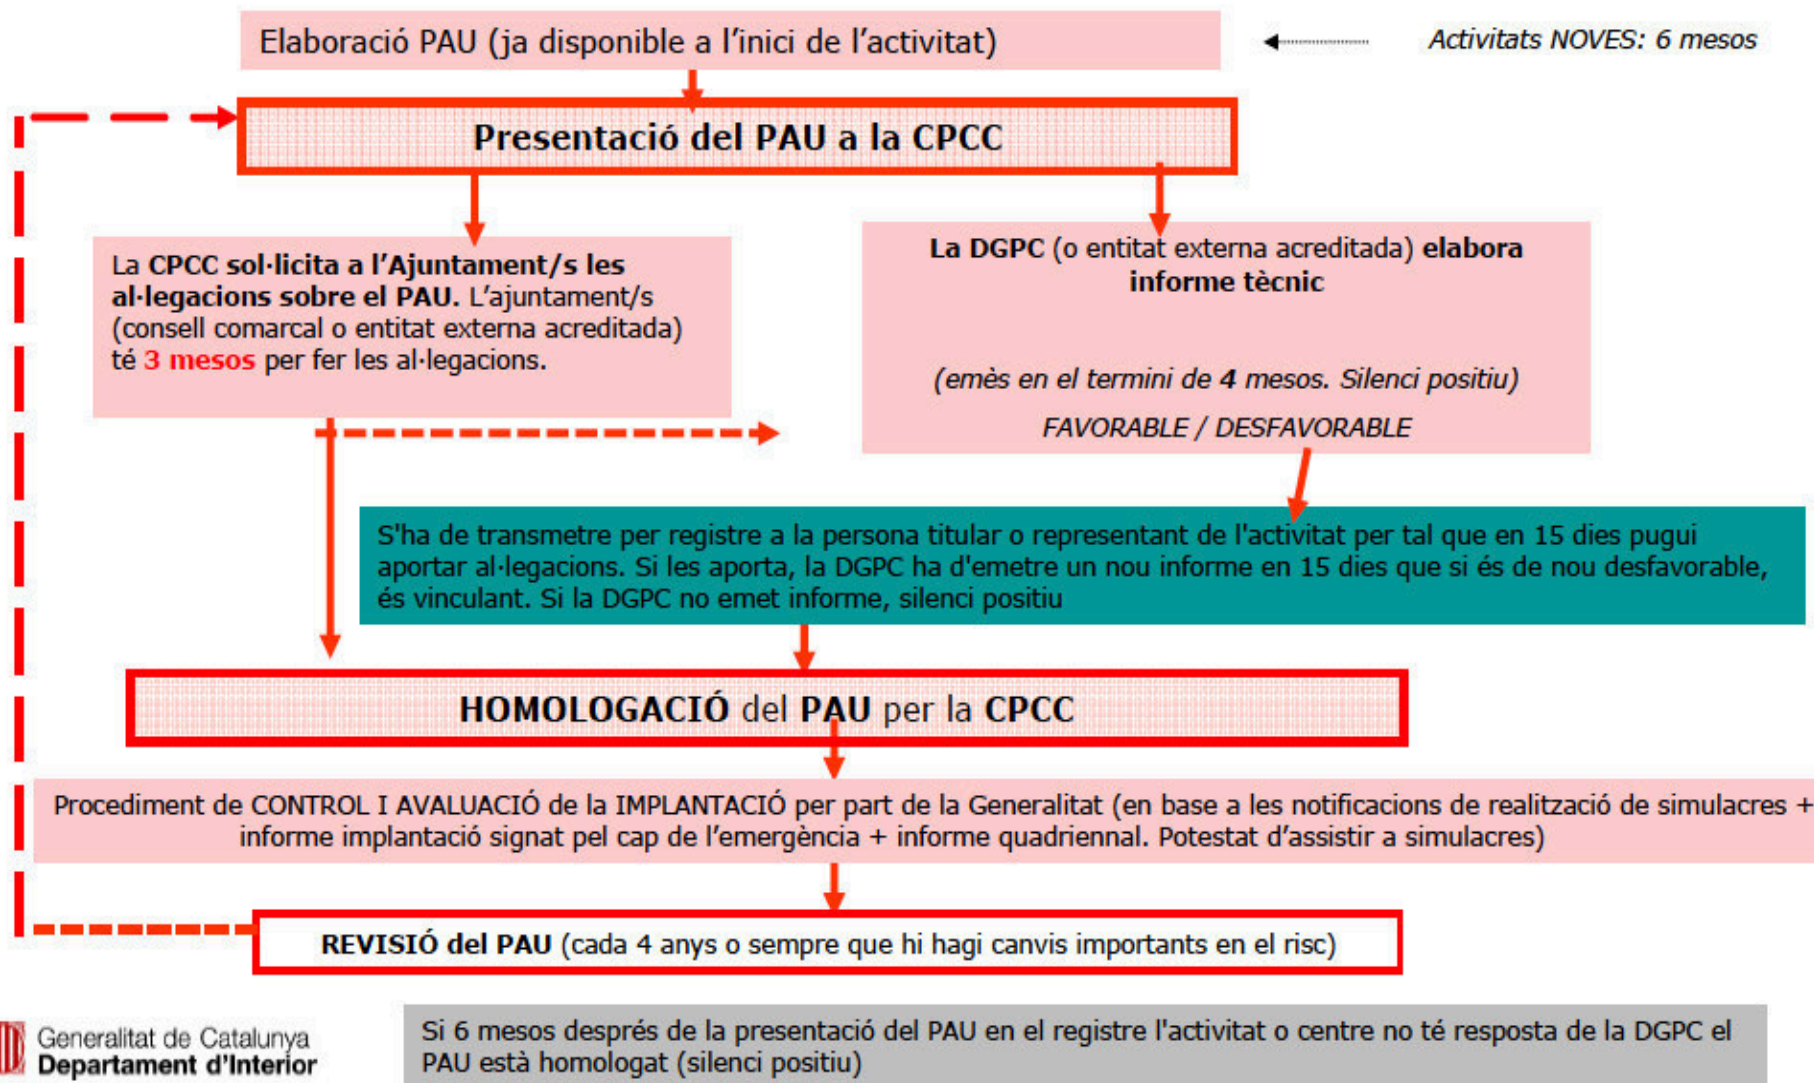 Elaboració PAU (ja disponible a l’inici de l’activitat)
Activitats NOVES: 6 mesos
Presentació del PAU a la CPCC
La CPCC sol·licita a l’Ajuntament/s les
al·legacions sobre el PAU. L’ajuntament/s
(consell comarcal o entitat externa acreditada)
té 3 mesos per fer les al·legacions.
La DGPC (o entitat externa acreditada) elabora
informe tècnic
(emès en el termini de 4 mesos. Silenci positiu)
FAVORABLE / DESFAVORABLE
S'ha de transmetre per registre a la persona titular o representant de l'activitat per tal que en 15 dies pugui
aportar al·legacions. Si les aporta, la DGPC ha d'emetre un nou informe en 15 dies que si és de nou desfavorable,
és vinculant. Si la DGPC no emet informe, silenci positiu
HOMOLOGACIÓ del PAU per la CPCC
Procediment de CONTROL I AVALUACIÓ de la IMPLANTACIÓ per part de la Generalitat (en base a les notificacions de realització de simulacres +
informe implantació signat pel cap de l’emergència + informe quadriennal. Potestat d’assistir a simulacres)
REVISIÓ del PAU (cada 4 anys o sempre que hi hagi canvis importants en el risc)
Generalitat de Catalunya
Departament d'Interior
Si 6 mesos després de la presentació del PAU en el registre l'activitat o centre no té resposta de la DGPC el
PAU està homologat (silenci positiu)